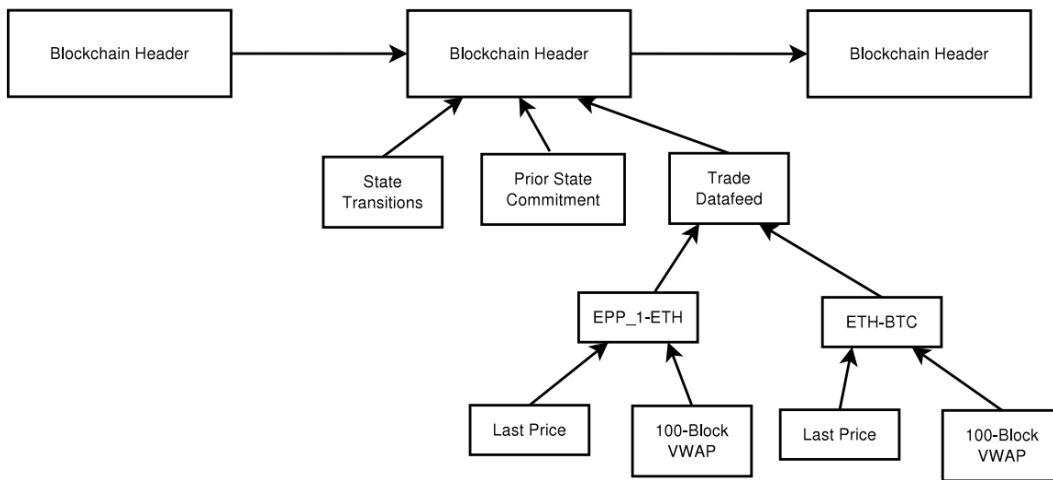 Blockchain Header
Blockchain Header
Blockchain Header
State
Transitions
Prior State
Commitment
Trade
Datafeed
EPP_1-ETH
ETH-BTC
Last Price
100-Block
VWAP
Last Price
100-Block
VWAP